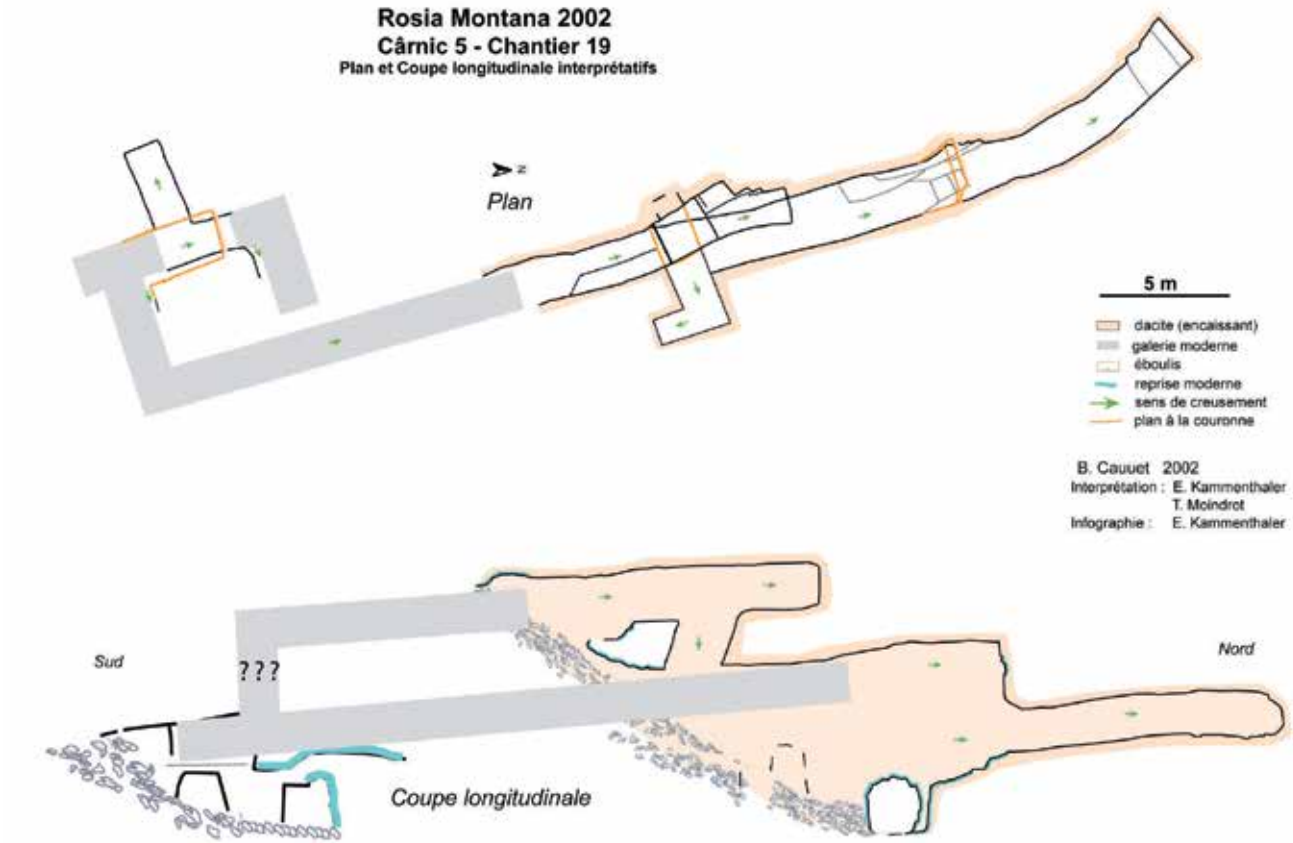 Rosia Montana 2002
Cârnic 5 - Chantier 19
Plan et Coupe longitudinale interprétatifs
N
Plan
5 m
dacite (encaissant)
galerie moderne
éboulis
reprise moderne
sens de creusement
plan à la couronne
B. Cauuet 2002
Interprétation : E. Kammenthaler
T. Moindrot
Infographie : E. Kammenthaler
Sud
???
Nord
Coupe longitudinale